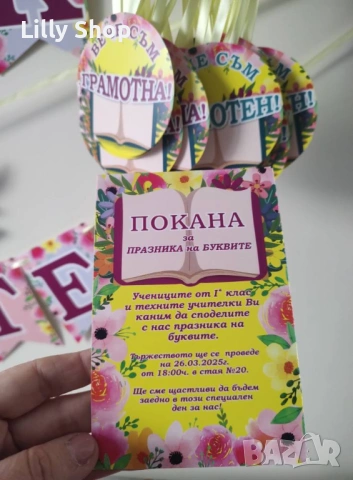 Lilly Shop
ВЕЧЕ СЪМ
ГРАМОТНА!
СЪМ
ПОКАНА
за
ПРАЗНИКА на БУКВИТЕ
Учениците от Iª клас
и техните учителки Ви
каним да споделите
с нас празника на
буквите.
Тържеството ще се проведе
на 26.03.2025г.
от 18:00ч. в стая №20.
Ще сме щастливи да бъдем
заедно в този специален
ден за нас!
BAZAR